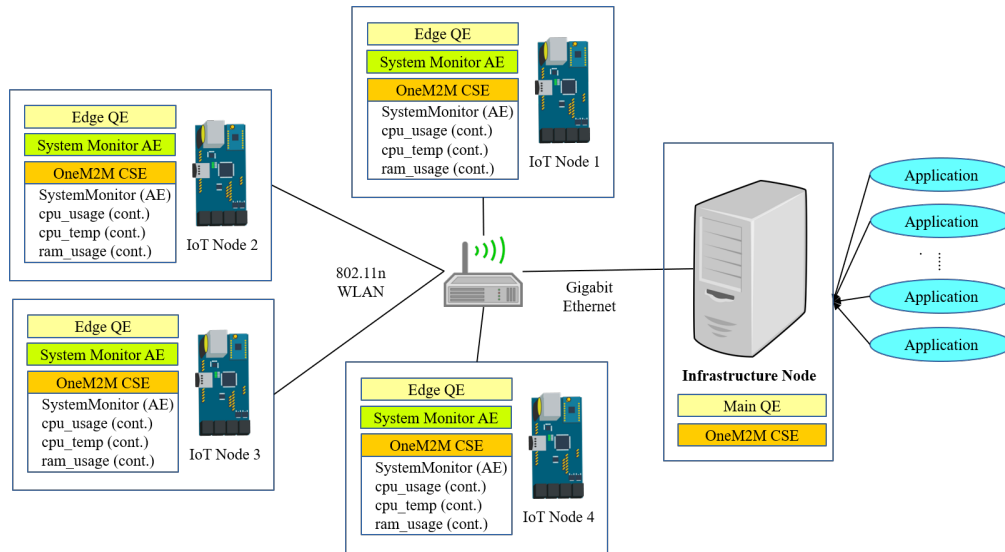 Edge QE
System Monitor AE
OneM2M CSE
SystemMonitor (AE)
cpu_usage (cont.)
cpu_temp (cont.)
ram_usage (cont.)
IoT Node 1
Edge QE
System Monitor AE
OneM2M CSE
SystemMonitor (AE)
cpu_usage (cont.)
cpu_temp (cont.)
ram_usage (cont.)
IoT Node 2
802.11n
WLAN
Gigabit
Ethernet
Edge QE
System Monitor AE
OneM2M CSE
SystemMonitor (AE)
cpu_usage (cont.)
cpu_temp (cont.)
ram_usage (cont.)
IoT Node 3
Edge QE
System Monitor AE
OneM2M CSE
SystemMonitor (AE)
cpu_usage (cont.)
cpu_temp (cont.)
ram_usage (cont.)
IoT Node 4
Infrastructure Node
Main QE
OneM2M CSE
Application
Application
Application
Application